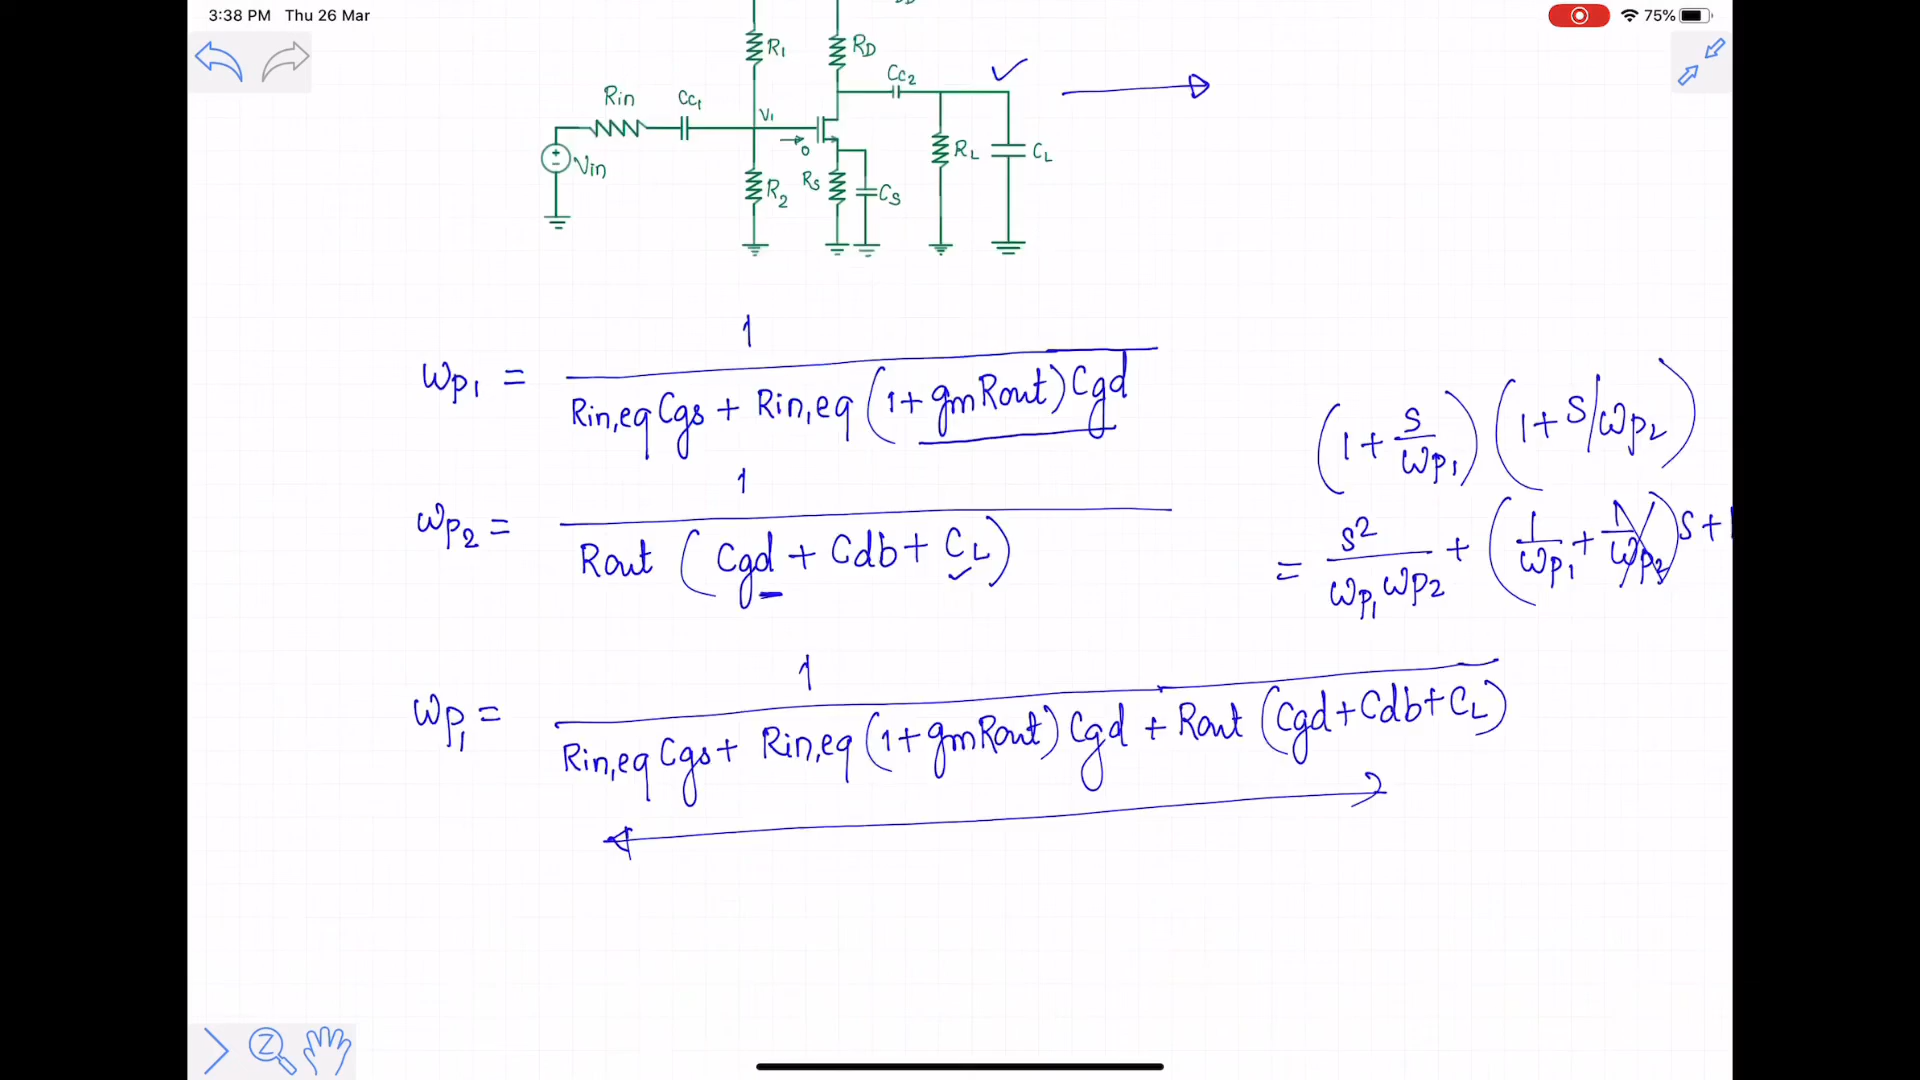 3:38 PM Thu 26 Mar 75%
R1 RD
Cc2
Rin Cc1
V1
0
Vin R2 Rs Cs RL CL
ωp1 = 1 / (Rin,eq Cgs + Rin,eq (1 + gmRout) Cgd)
(1 + s/ωp1) (1 + s/ωp2)
ωp2 = 1 / (Rout (Cgd + Cdb + CL))
= s²/(ωp1 ωp2) + (1/ωp1 + 1/ωp2) s +
ωp1 = 1 / (Rin,eq Cgs + Rin,eq (1 + gmRout) Cgd + Rout (Cgd + Cdb + CL))
Z